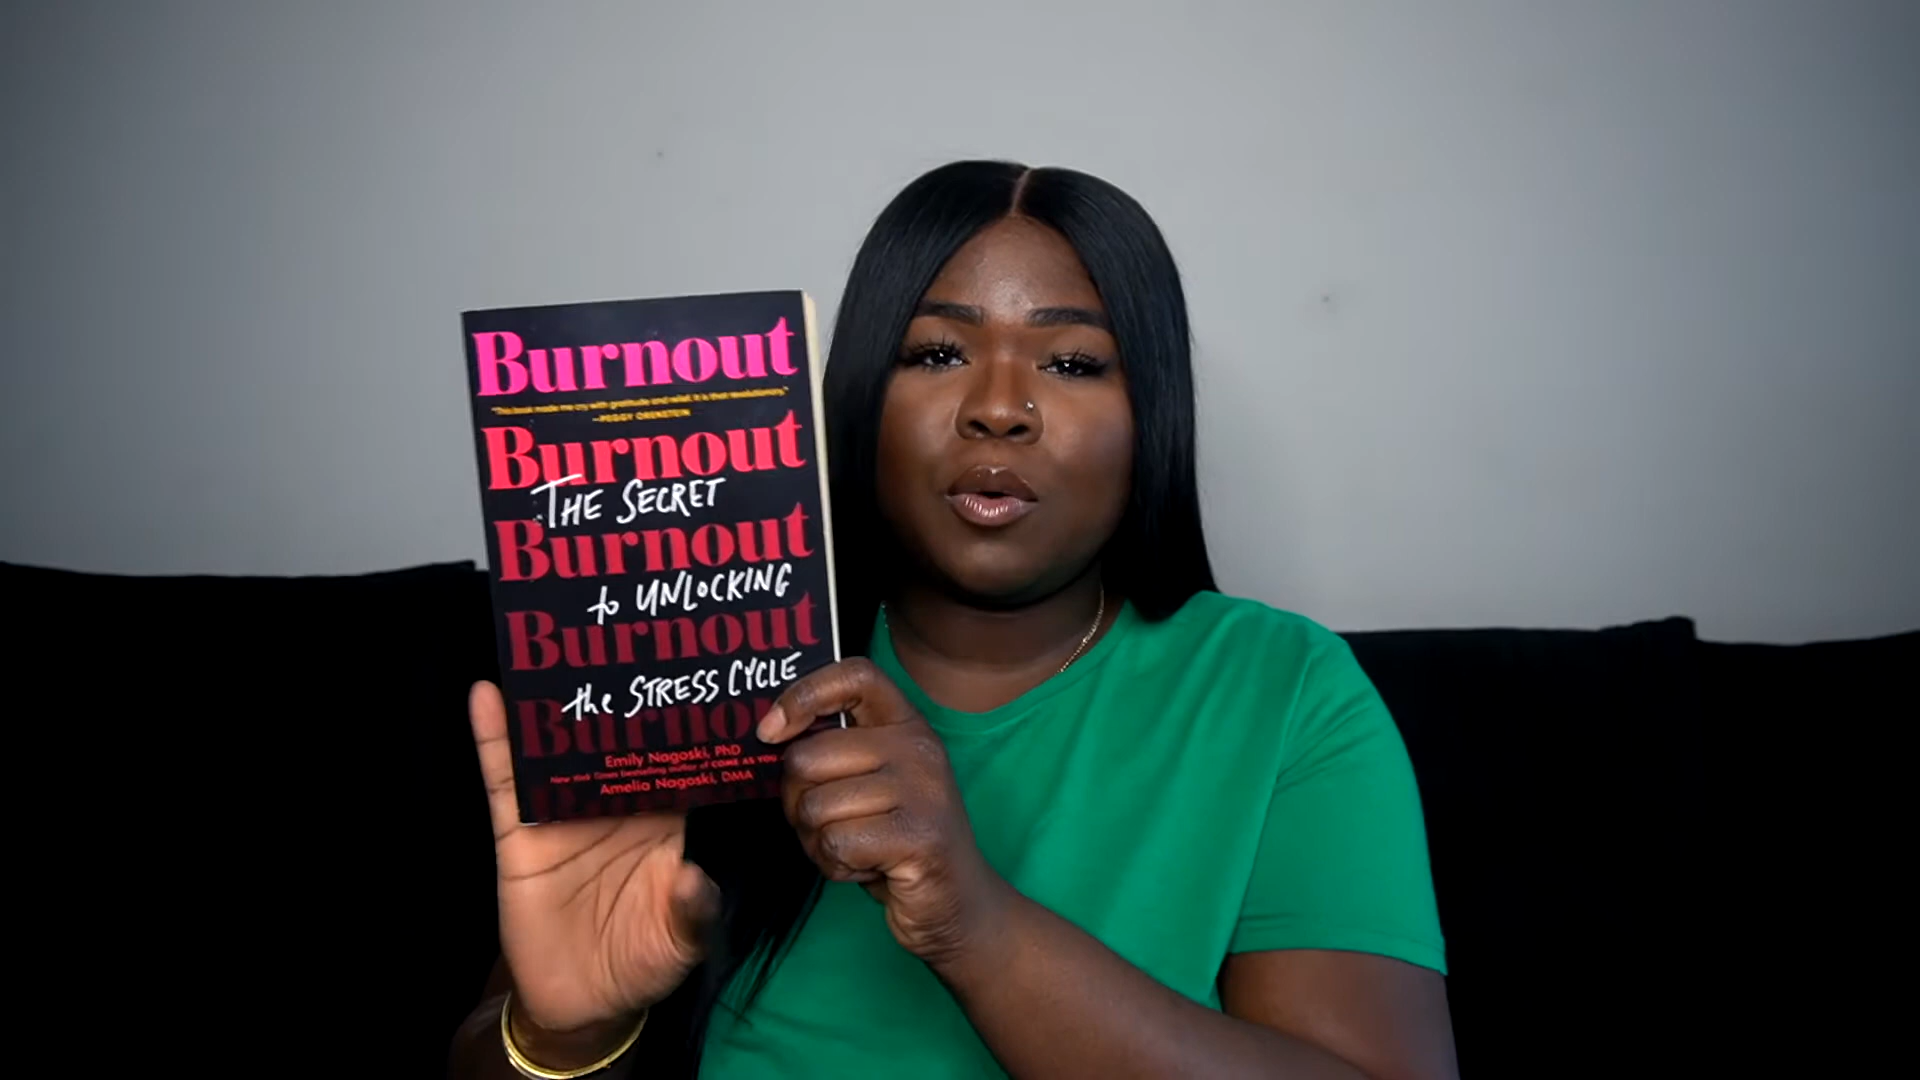 Burnout
"This book made me cry with gratitude and relief. It is that revolutionary."
—PEGGY ORENSTEIN
Burnout
THE SECRET
Burnout
to UNLOCKING
Burnout
the STRESS CYCLE
Burnou
Emily Nagoski, PhD
New York Times bestselling author of COME AS YOU
Amelia Nagoski, DMA